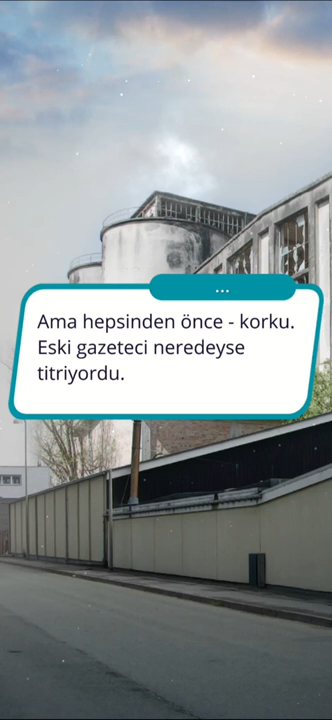 ...
Ama hepsinden önce - korku.
Eski gazeteci neredeyse
titriyordu.